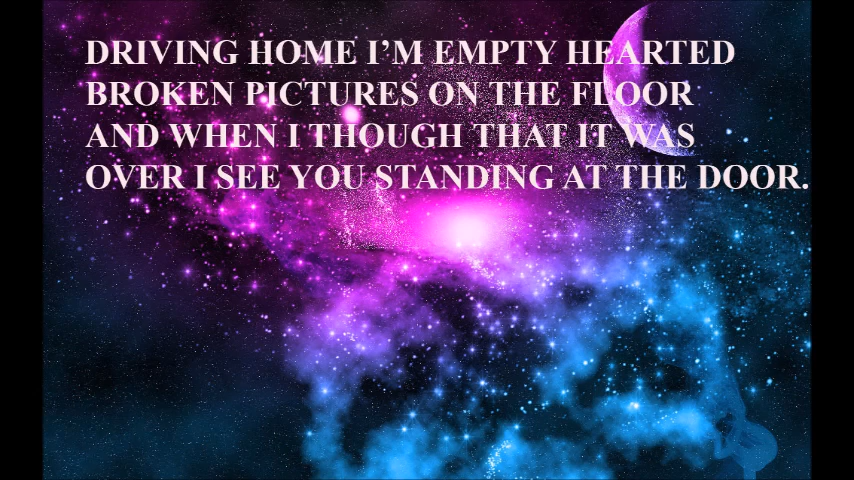 DRIVING HOME I’M EMPTY HEARTED
BROKEN PICTURES ON THE FLOOR
AND WHEN I THOUGH THAT IT WAS
OVER I SEE YOU STANDING AT THE DOOR.